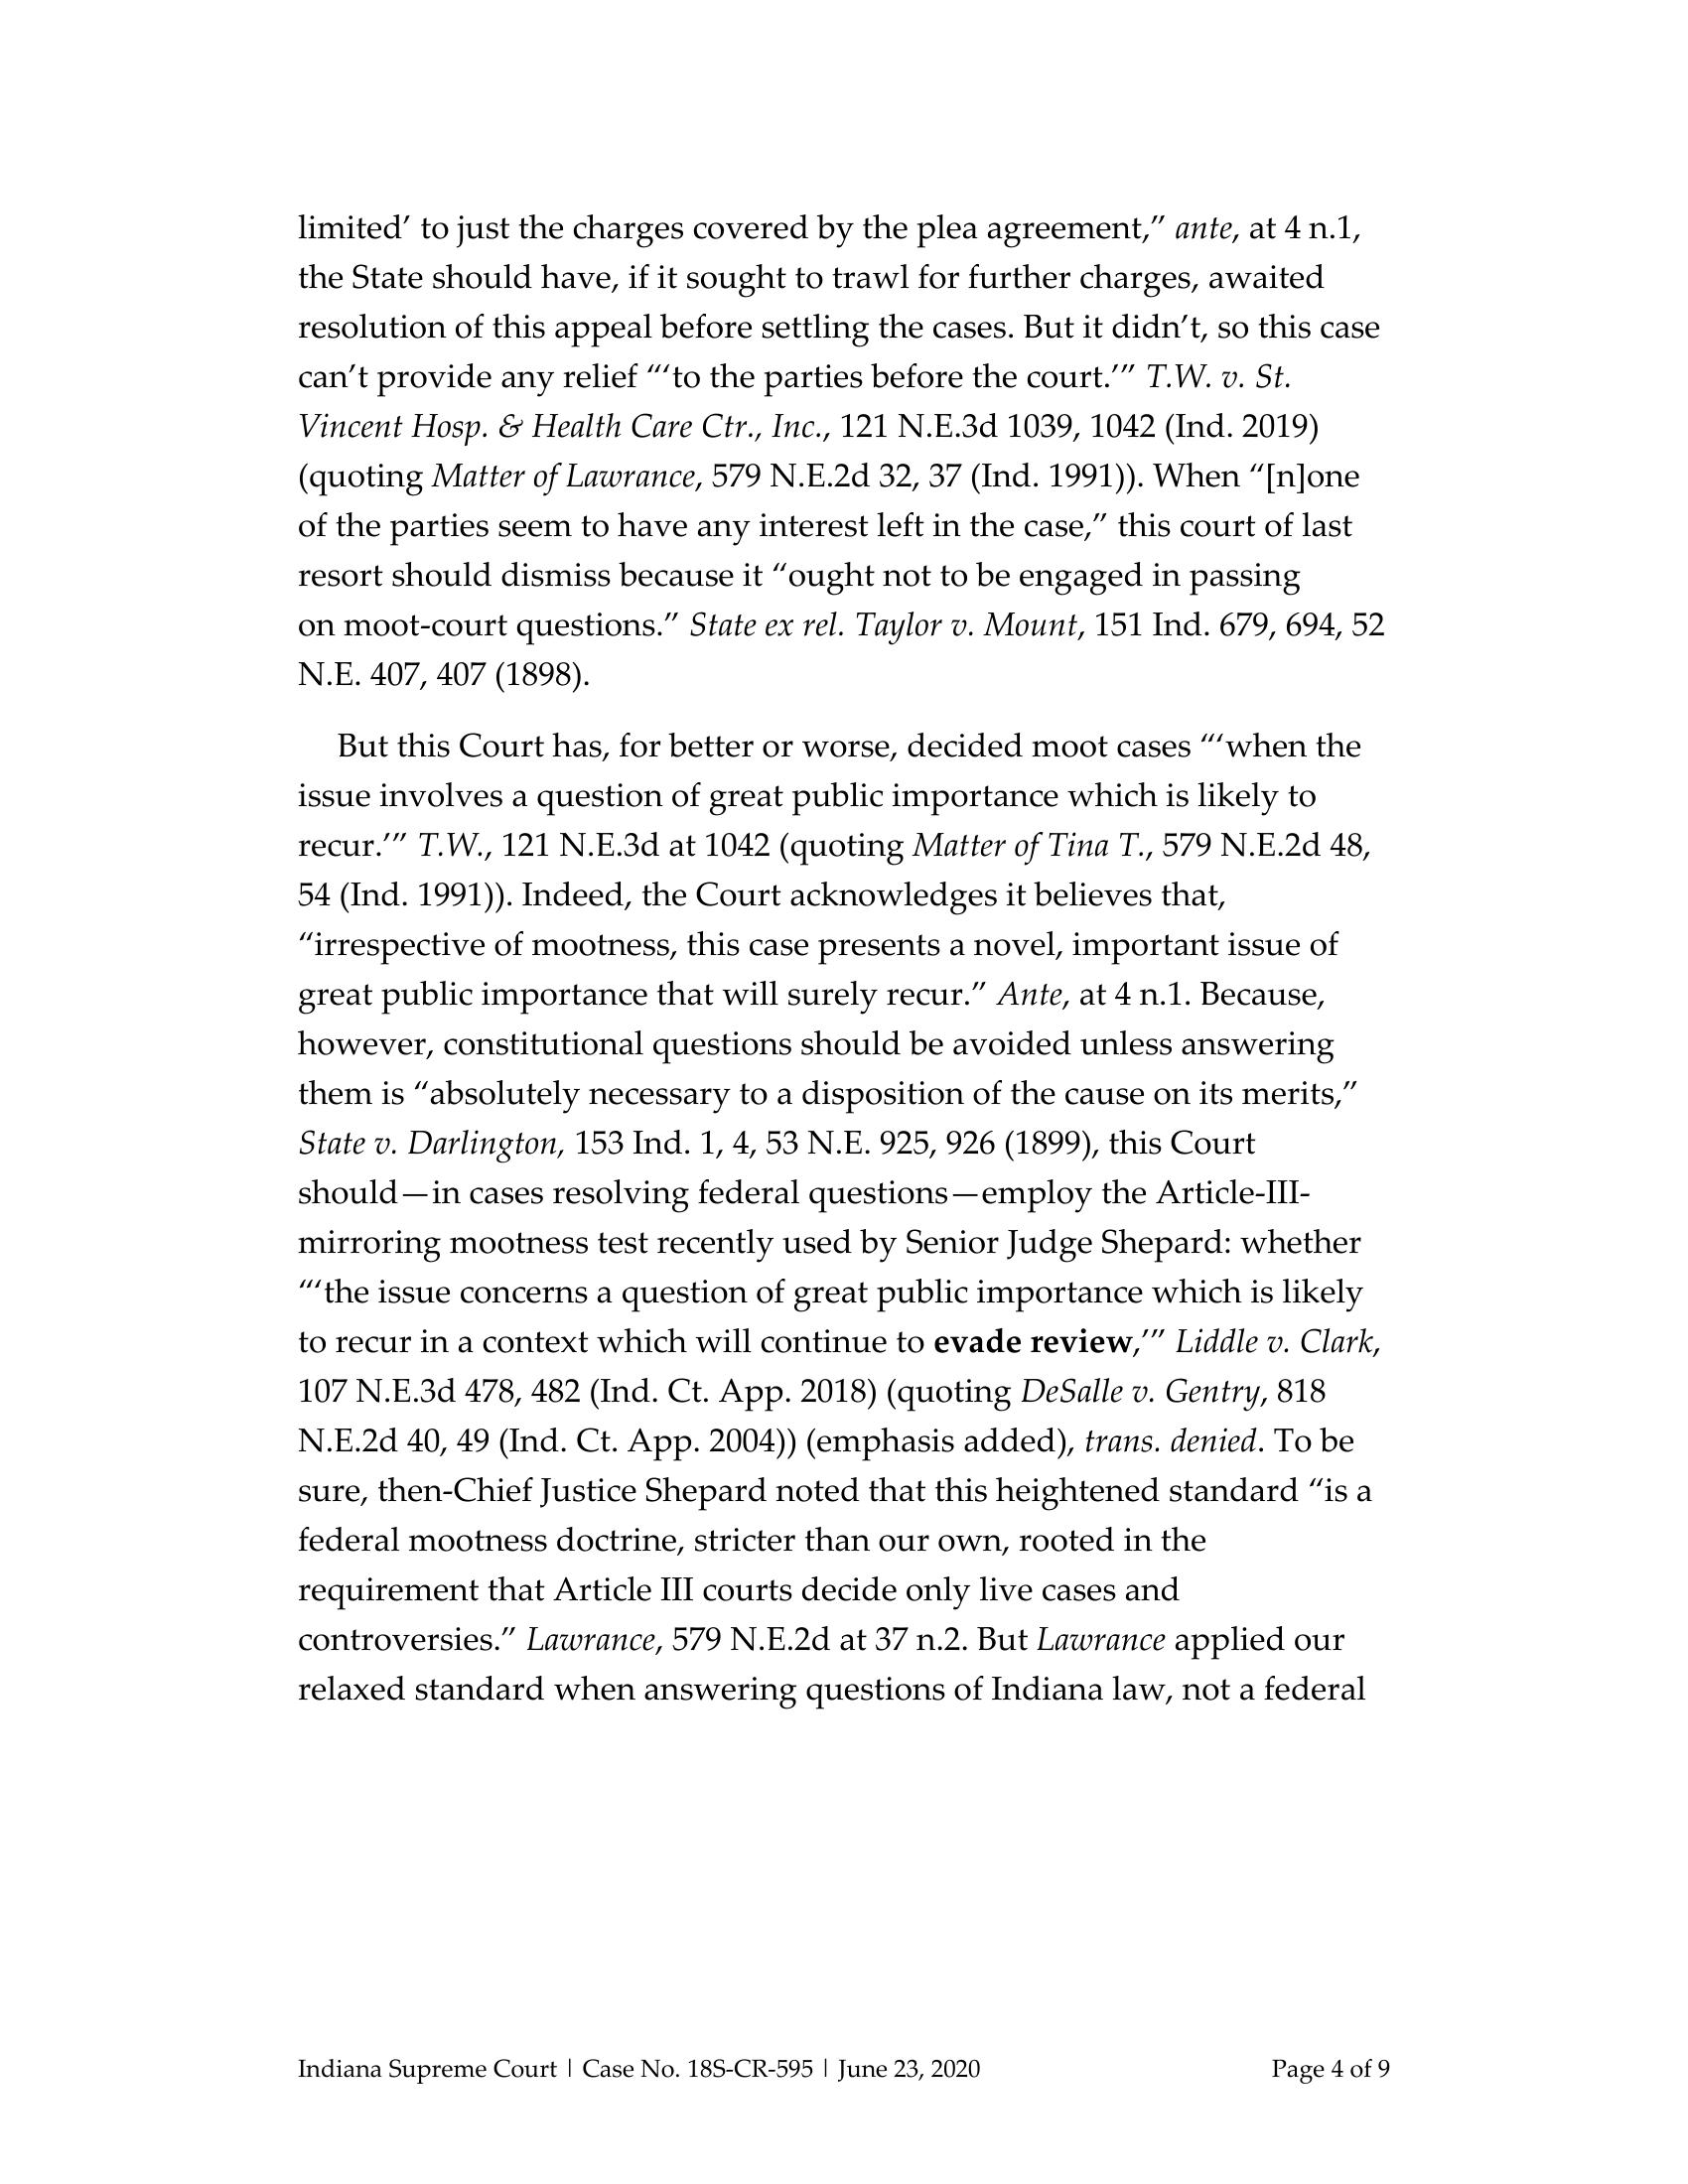 limited’ to just the charges covered by the plea agreement,” ante, at 4 n.1,
the State should have, if it sought to trawl for further charges, awaited
resolution of this appeal before settling the cases. But it didn’t, so this case
can’t provide any relief “‘to the parties before the court.’” T.W. v. St.
Vincent Hosp. & Health Care Ctr., Inc., 121 N.E.3d 1039, 1042 (Ind. 2019)
(quoting Matter of Lawrance, 579 N.E.2d 32, 37 (Ind. 1991)). When “[n]one
of the parties seem to have any interest left in the case,” this court of last
resort should dismiss because it “ought not to be engaged in passing
on moot-court questions.” State ex rel. Taylor v. Mount, 151 Ind. 679, 694, 52
N.E. 407, 407 (1898).
But this Court has, for better or worse, decided moot cases “‘when the
issue involves a question of great public importance which is likely to
recur.’” T.W., 121 N.E.3d at 1042 (quoting Matter of Tina T., 579 N.E.2d 48,
54 (Ind. 1991)). Indeed, the Court acknowledges it believes that,
“irrespective of mootness, this case presents a novel, important issue of
great public importance that will surely recur.” Ante, at 4 n.1. Because,
however, constitutional questions should be avoided unless answering
them is “absolutely necessary to a disposition of the cause on its merits,”
State v. Darlington, 153 Ind. 1, 4, 53 N.E. 925, 926 (1899), this Court
should—in cases resolving federal questions—employ the Article-III-
mirroring mootness test recently used by Senior Judge Shepard: whether
“‘the issue concerns a question of great public importance which is likely
to recur in a context which will continue to evade review,’” Liddle v. Clark,
107 N.E.3d 478, 482 (Ind. Ct. App. 2018) (quoting DeSalle v. Gentry, 818
N.E.2d 40, 49 (Ind. Ct. App. 2004)) (emphasis added), trans. denied. To be
sure, then-Chief Justice Shepard noted that this heightened standard “is a
federal mootness doctrine, stricter than our own, rooted in the
requirement that Article III courts decide only live cases and
controversies.” Lawrance, 579 N.E.2d at 37 n.2. But Lawrance applied our
relaxed standard when answering questions of Indiana law, not a federal
Indiana Supreme Court | Case No. 18S-CR-595 | June 23, 2020 Page 4 of 9